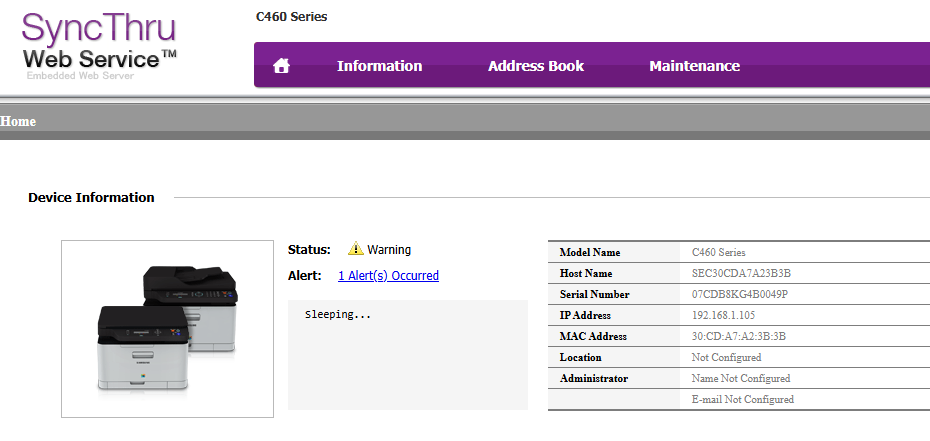 SyncThru
Web Service™
Embedded Web Server
C460 Series
Information Address Book Maintenance
Home
Device Information
Status: Warning
Alert: 1 Alert(s) Occurred
Sleeping...
Model Name C460 Series
Host Name SEC30CDA7A23B3B
Serial Number 07CDB8KG4B0049P
IP Address 192.168.1.105
MAC Address 30:CD:A7:A2:3B:3B
Location Not Configured
Administrator Name Not Configured
E-mail Not Configured